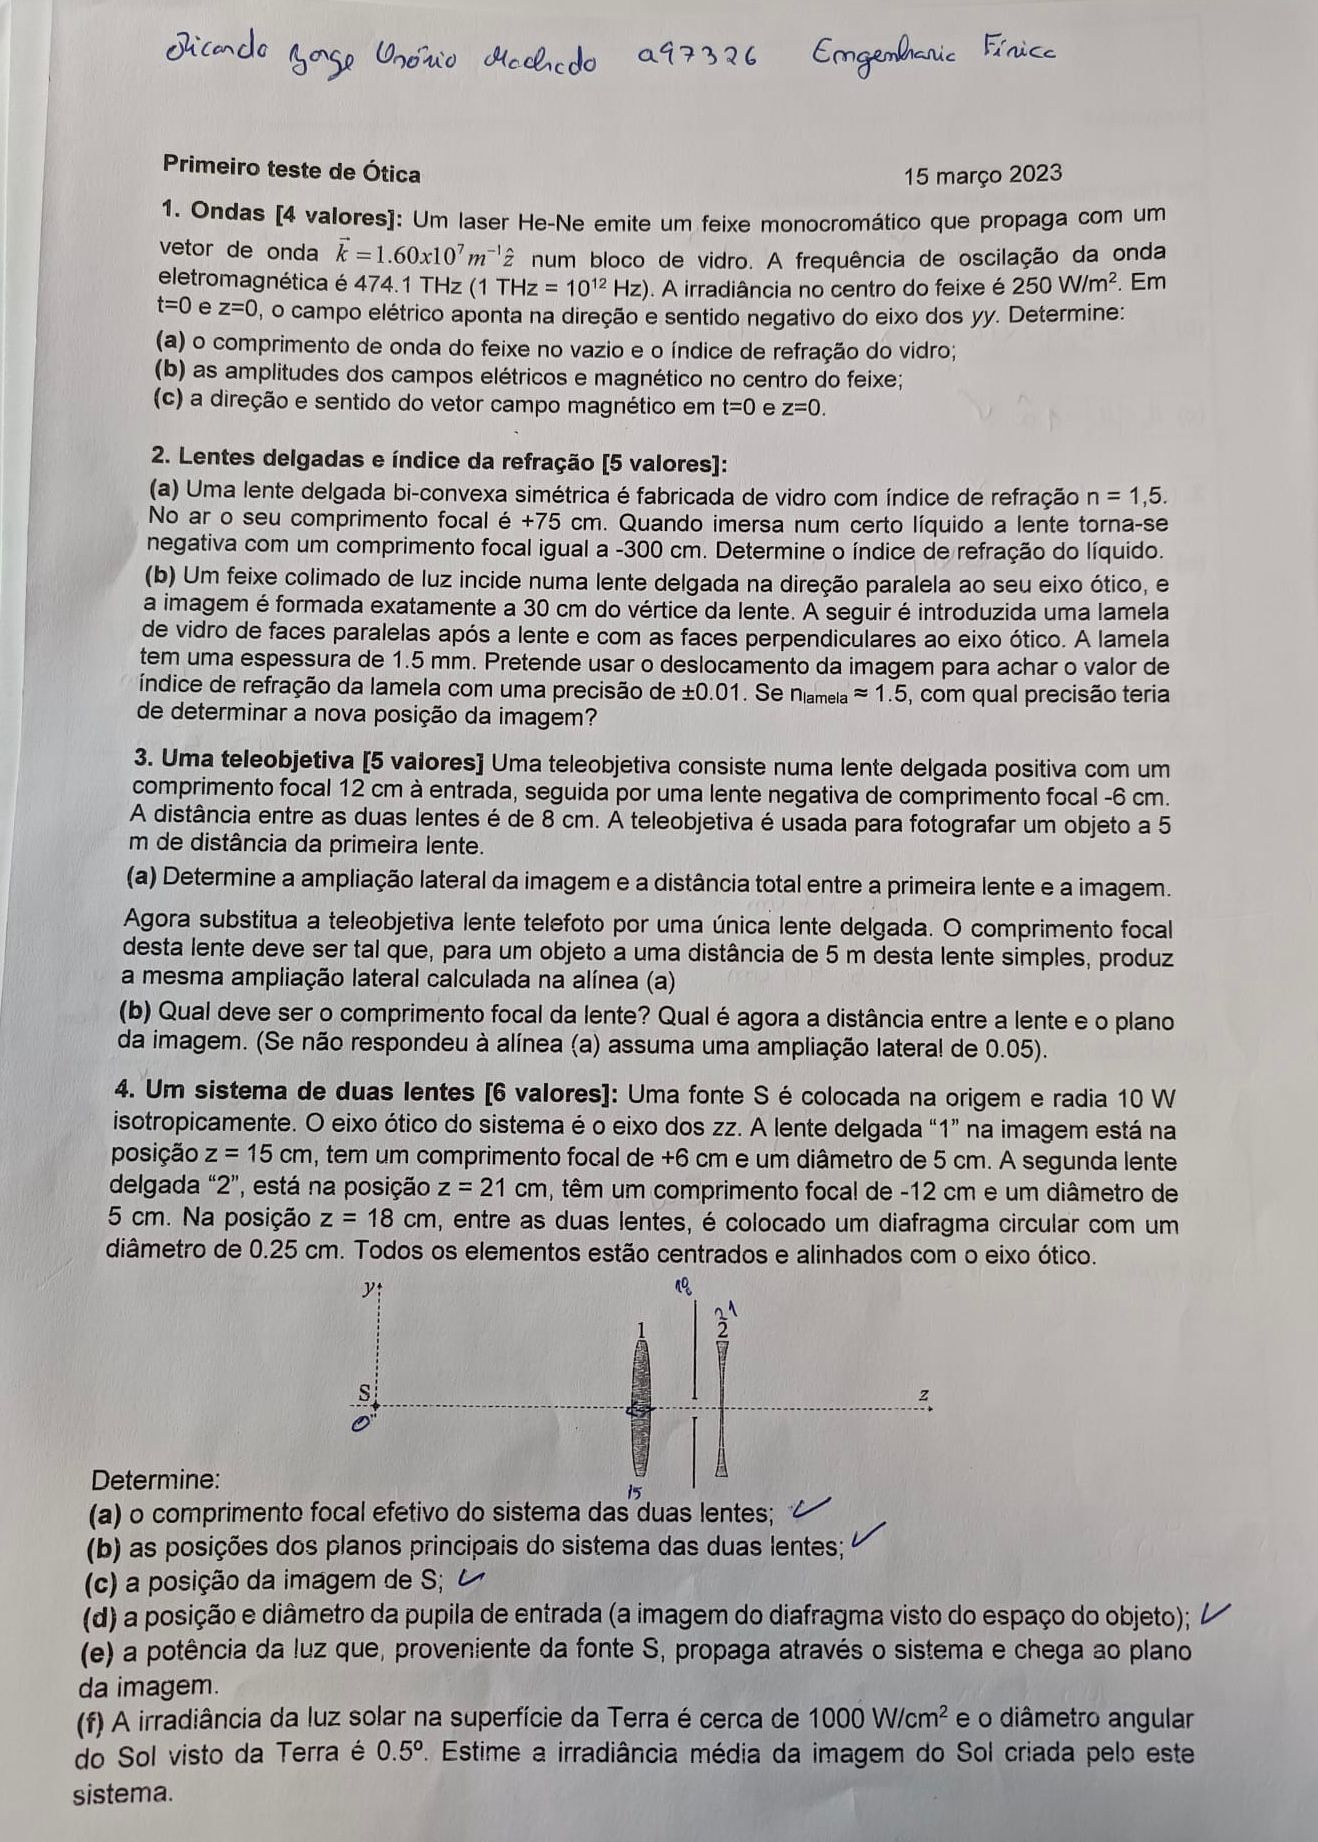 Ricardo Jorge Osório Machado a97326 Engenharia Física
Primeiro teste de Ótica 15 março 2023
1. Ondas [4 valores]: Um laser He-Ne emite um feixe monocromático que propaga com um
vetor de onda k⃗ = 1.60x10⁷ m⁻¹ẑ num bloco de vidro. A frequência de oscilação da onda
eletromagnética é 474.1 THz (1 THz = 10¹² Hz). A irradiância no centro do feixe é 250 W/m². Em
t=0 e z=0, o campo elétrico aponta na direção e sentido negativo do eixo dos yy. Determine:
(a) o comprimento de onda do feixe no vazio e o índice de refração do vidro;
(b) as amplitudes dos campos elétricos e magnético no centro do feixe;
(c) a direção e sentido do vetor campo magnético em t=0 e z=0.
2. Lentes delgadas e índice da refração [5 valores]:
(a) Uma lente delgada bi-convexa simétrica é fabricada de vidro com índice de refração n = 1,5.
No ar o seu comprimento focal é +75 cm. Quando imersa num certo líquido a lente torna-se
negativa com um comprimento focal igual a -300 cm. Determine o índice de refração do líquido.
(b) Um feixe colimado de luz incide numa lente delgada na direção paralela ao seu eixo ótico, e
a imagem é formada exatamente a 30 cm do vértice da lente. A seguir é introduzida uma lamela
de vidro de faces paralelas após a lente e com as faces perpendiculares ao eixo ótico. A lamela
tem uma espessura de 1.5 mm. Pretende usar o deslocamento da imagem para achar o valor de
índice de refração da lamela com uma precisão de ±0.01. Se nlamela ≈ 1.5, com qual precisão teria
de determinar a nova posição da imagem?
3. Uma teleobjetiva [5 valores] Uma teleobjetiva consiste numa lente delgada positiva com um
comprimento focal 12 cm à entrada, seguida por uma lente negativa de comprimento focal -6 cm.
A distância entre as duas lentes é de 8 cm. A teleobjetiva é usada para fotografar um objeto a 5
m de distância da primeira lente.
(a) Determine a ampliação lateral da imagem e a distância total entre a primeira lente e a imagem.
Agora substitua a teleobjetiva lente telefoto por uma única lente delgada. O comprimento focal
desta lente deve ser tal que, para um objeto a uma distância de 5 m desta lente simples, produz
a mesma ampliação lateral calculada na alínea (a)
(b) Qual deve ser o comprimento focal da lente? Qual é agora a distância entre a lente e o plano
da imagem. (Se não respondeu à alínea (a) assuma uma ampliação lateral de 0.05).
4. Um sistema de duas lentes [6 valores]: Uma fonte S é colocada na origem e radia 10 W
isotropicamente. O eixo ótico do sistema é o eixo dos zz. A lente delgada “1” na imagem está na
posição z = 15 cm, tem um comprimento focal de +6 cm e um diâmetro de 5 cm. A segunda lente
delgada “2”, está na posição z = 21 cm, têm um comprimento focal de -12 cm e um diâmetro de
5 cm. Na posição z = 18 cm, entre as duas lentes, é colocado um diafragma circular com um
diâmetro de 0.25 cm. Todos os elementos estão centrados e alinhados com o eixo ótico.
y
18
21
1
2
S
z
0
15
Determine:
(a) o comprimento focal efetivo do sistema das duas lentes; ✓
(b) as posições dos planos principais do sistema das duas lentes; ✓
(c) a posição da imagem de S; ✓
(d) a posição e diâmetro da pupila de entrada (a imagem do diafragma visto do espaço do objeto); ✓
(e) a potência da luz que, proveniente da fonte S, propaga através o sistema e chega ao plano
da imagem.
(f) A irradiância da luz solar na superfície da Terra é cerca de 1000 W/cm² e o diâmetro angular
do Sol visto da Terra é 0.5º. Estime a irradiância média da imagem do Sol criada pelo este
sistema.